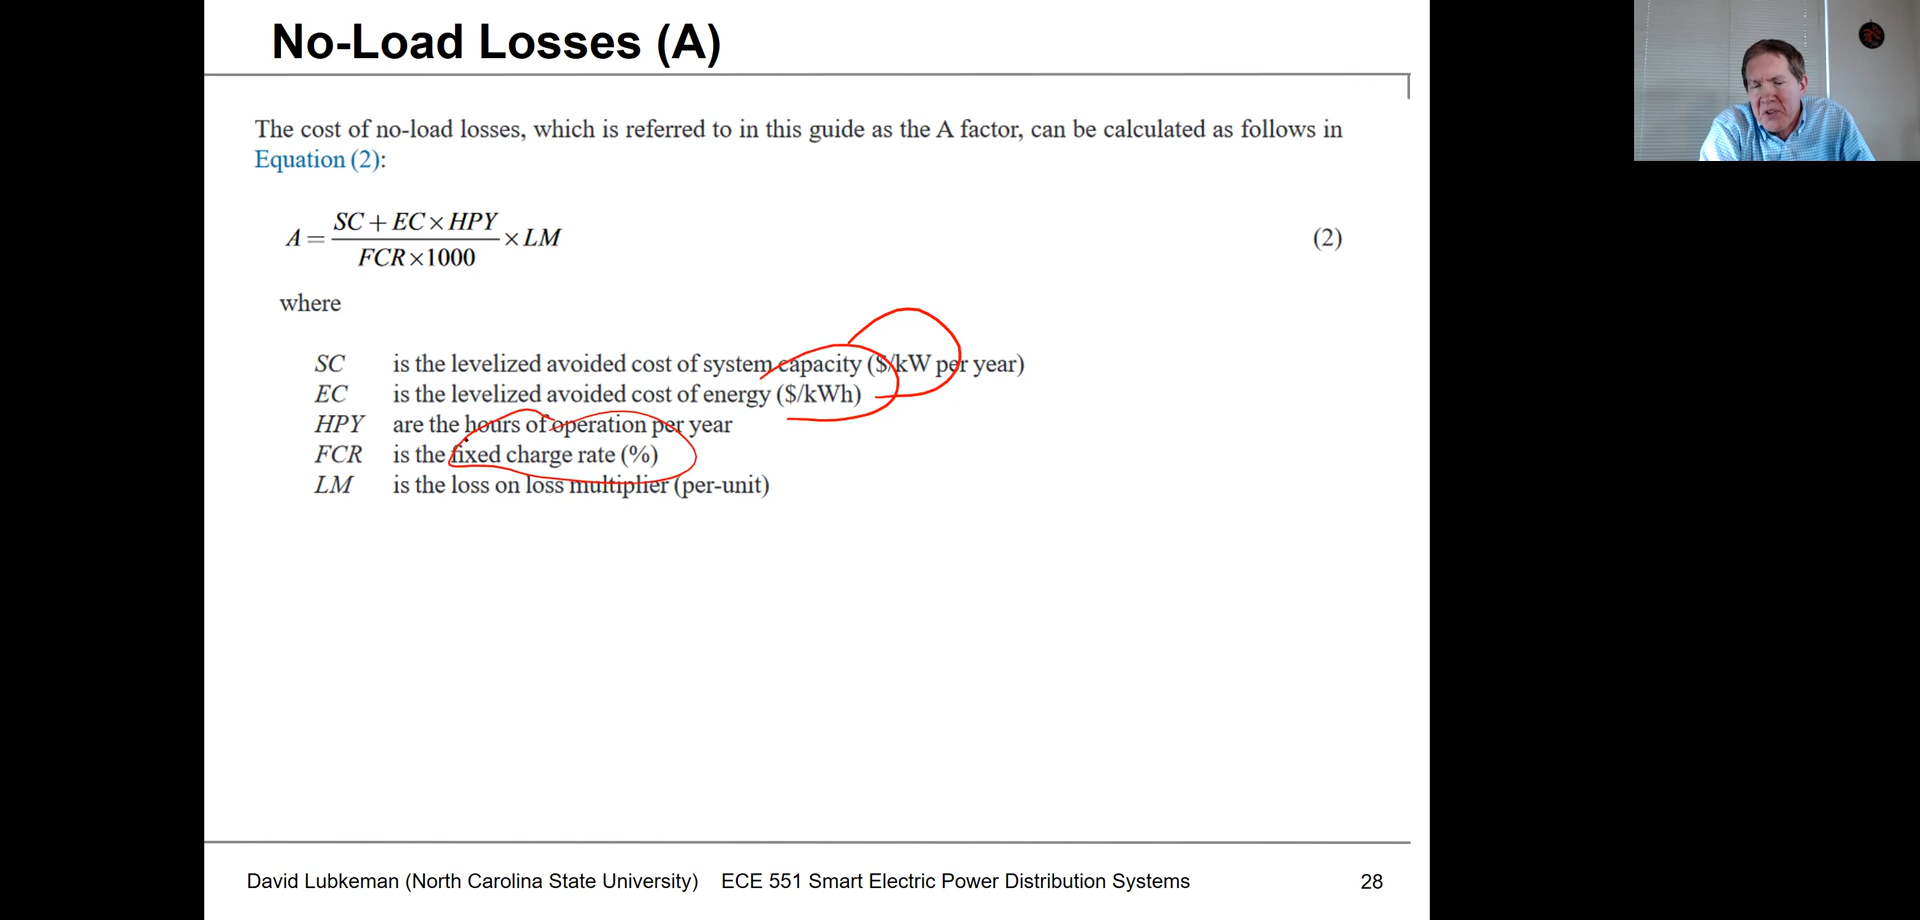 No-Load Losses (A)
The cost of no-load losses, which is referred to in this guide as the A factor, can be calculated as follows in
Equation (2):
A = (SC + EC × HPY) / (FCR × 1000) × LM (2)
where
SC is the levelized avoided cost of system capacity ($/kW per year)
EC is the levelized avoided cost of energy ($/kWh)
HPY are the hours of operation per year
FCR is the fixed charge rate (%)
LM is the loss on loss multiplier (per-unit)
David Lubkeman (North Carolina State University) ECE 551 Smart Electric Power Distribution Systems 28